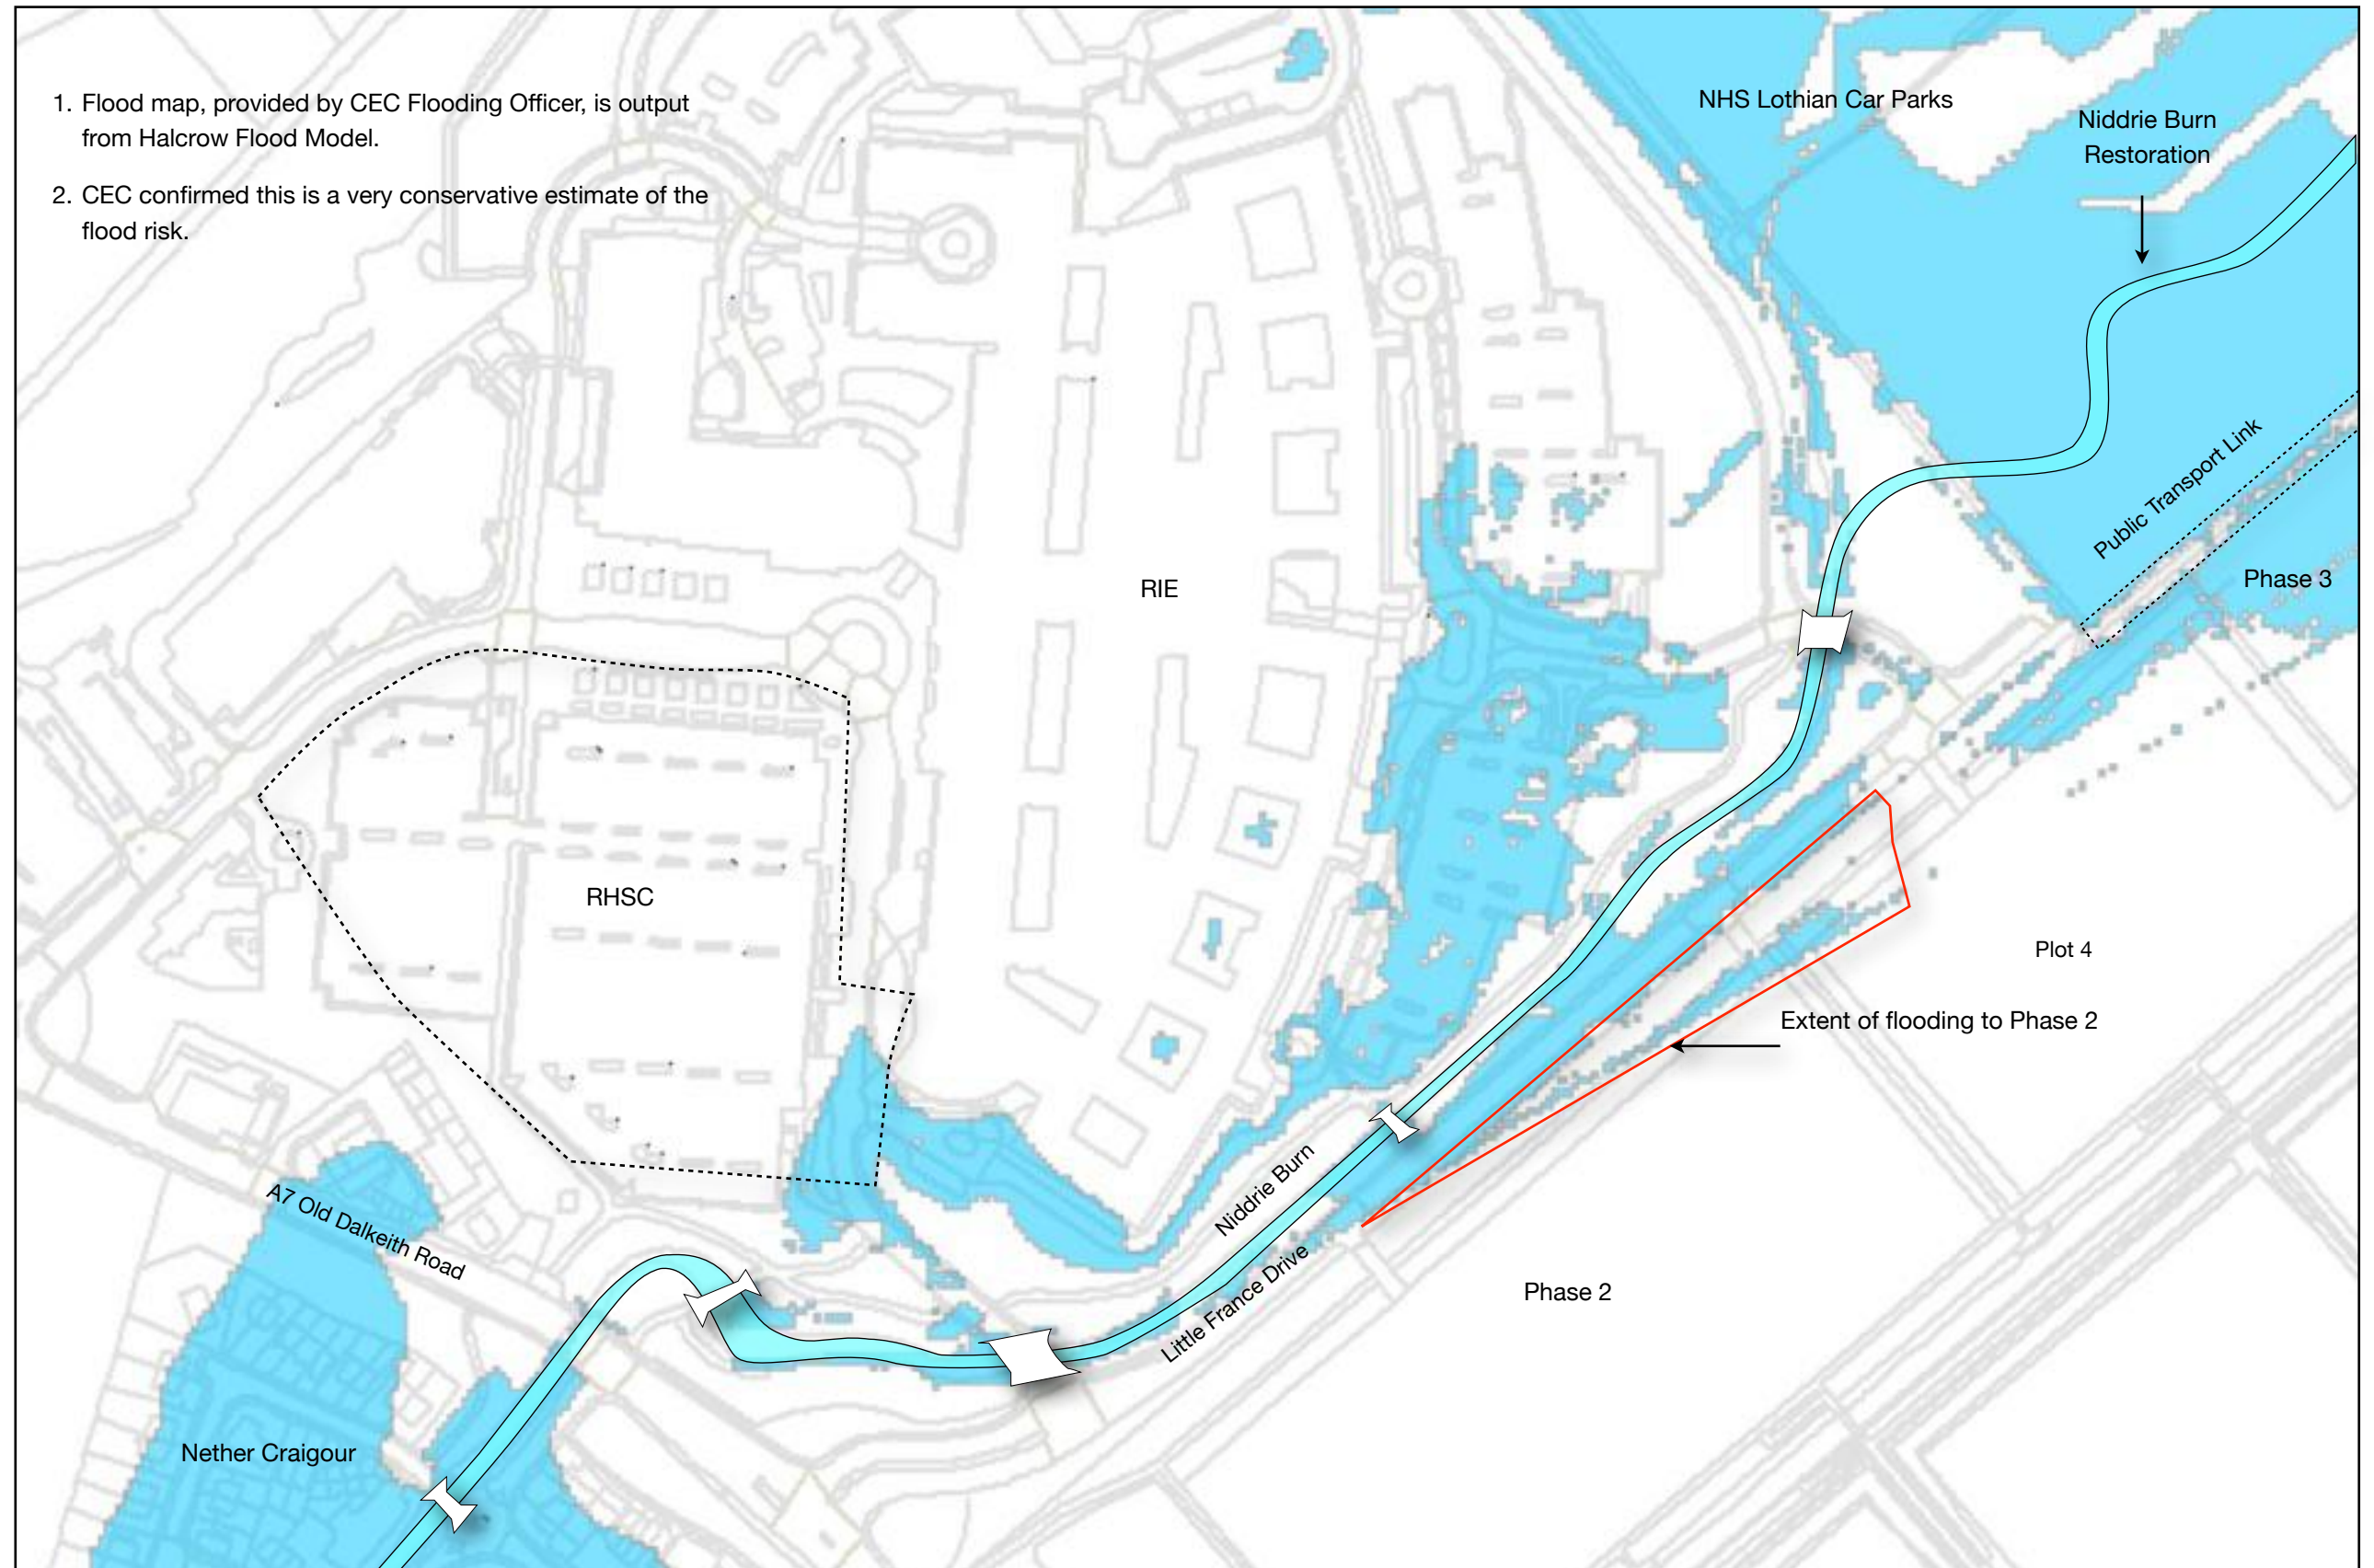 1. Flood map, provided by CEC Flooding Officer, is output
from Halcrow Flood Model.
2. CEC confirmed this is a very conservative estimate of the
flood risk.
NHS Lothian Car Parks
Niddrie Burn
Restoration
Public Transport Link
Phase 3
RIE
RHSC
Plot 4
Extent of flooding to Phase 2
A7 Old Dalkeith Road
Niddrie Burn
Little France Drive
Phase 2
Nether Craigour